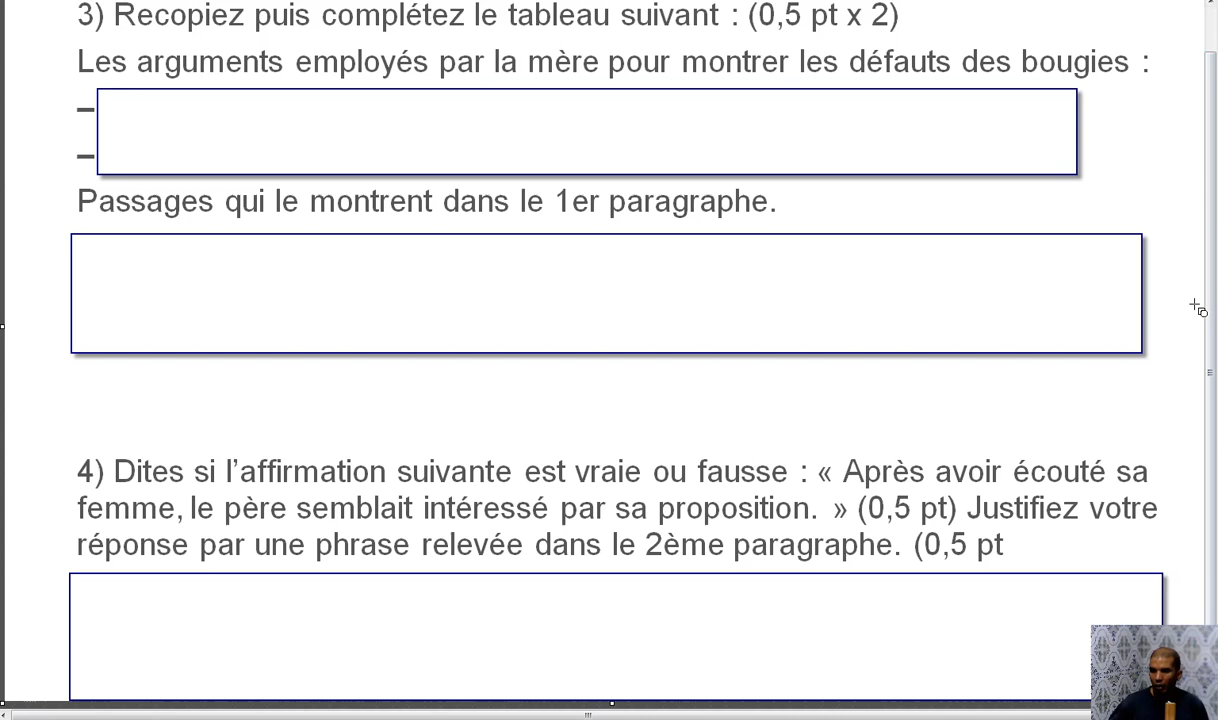 3) Recopiez puis complétez le tableau suivant : (0,5 pt x 2)
Les arguments employés par la mère pour montrer les défauts des bougies :
–
–
Passages qui le montrent dans le 1er paragraphe.
4) Dites si l’affirmation suivante est vraie ou fausse : « Après avoir écouté sa
femme, le père semblait intéressé par sa proposition. » (0,5 pt) Justifiez votre
réponse par une phrase relevée dans le 2ème paragraphe. (0,5 pt